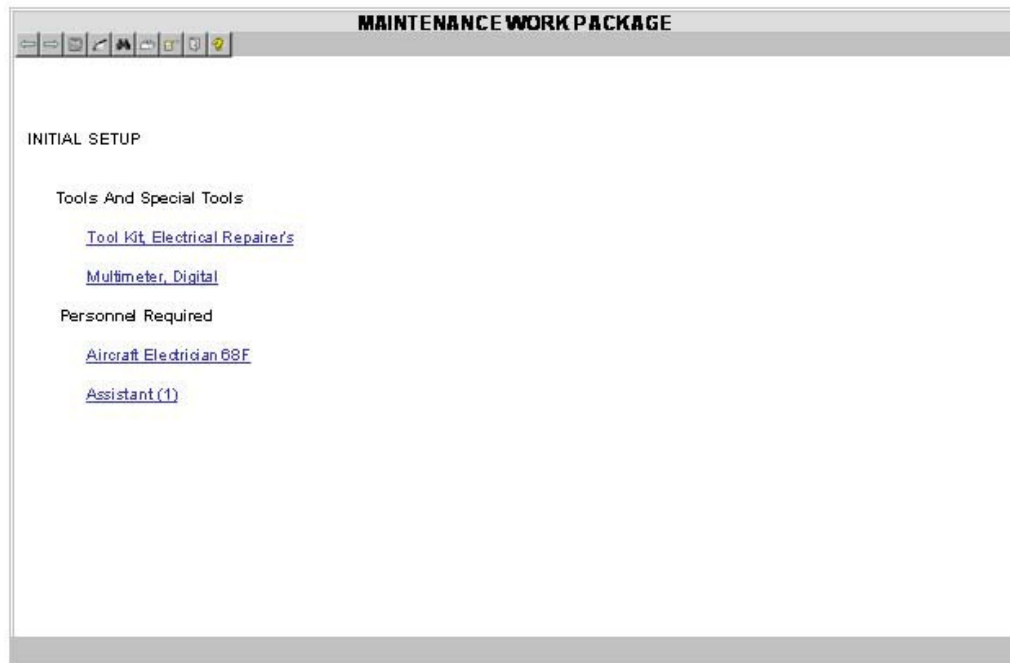 MAINTENANCE WORK PACKAGE
INITIAL SETUP
Tools And Special Tools
Tool Kit, Electrical Repairer's
Multimeter, Digital
Personnel Required
Aircraft Electrician 68F
Assistant (1)